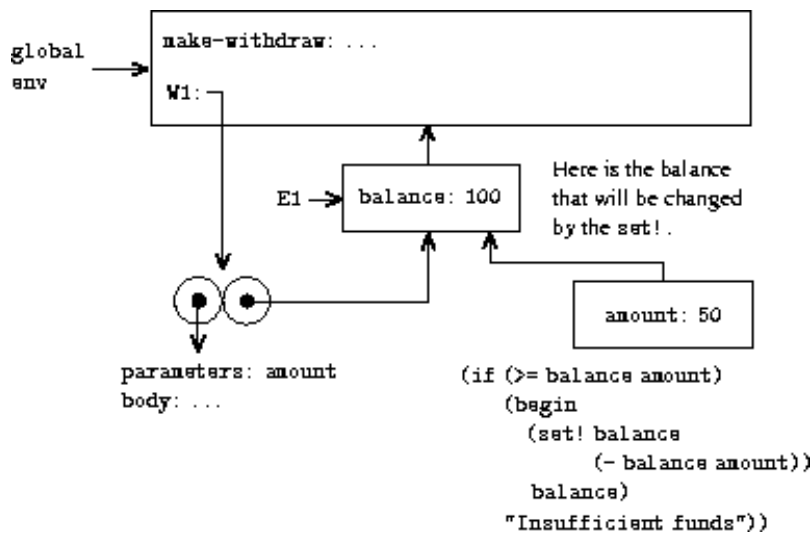 make-withdraw: ...
global
env
W1:
Here is the balance
that will be changed
by the set! .
E1
balance: 100
amount: 50
parameters: amount
body: ...
(if (>= balance amount)
(begin
(set! balance
(- balance amount))
balance)
"Insufficient funds"))